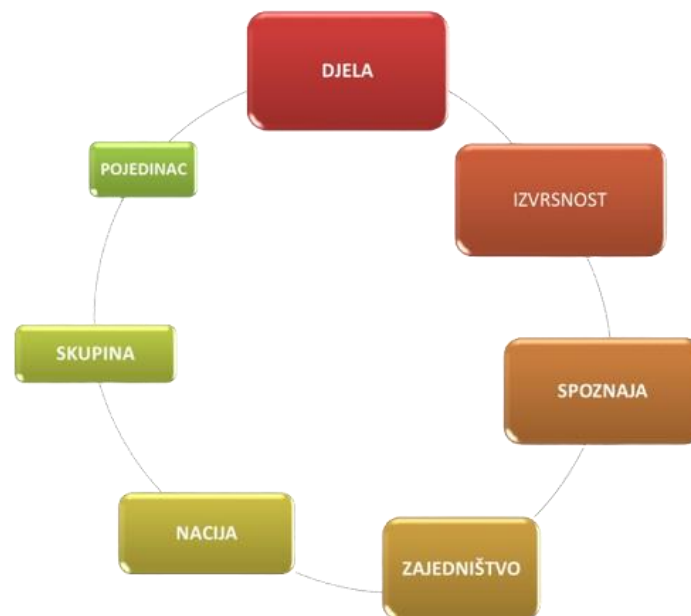 DJELA
IZVRSNOST
SPOZNAJA
ZAJEDNIŠTVO
NACIJA
SKUPINA
POJEDINAC